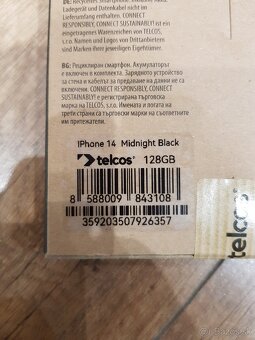 DE: Recyceltes Smartphone, inklusive Akku.
Ladegerät und Datenkabel nicht im
Lieferumfang enthalten. CONNECT
RESPONSIBLY, CONNECT SUSTAINABLY! ist ein
eingetragenes Warenzeichen von TELCOS,
s.r.o. Namen und Logos von Drittanbietern
sind Marken ihrer jeweiligen Eigentümer.
BG: Рециклиран смартфон. Акумулаторът
е включен в комплекта. Зарядното устройство
за стена и кабелът за предаване на данни не са
включени. CONNECT RESPONSIBLY, CONNECT
SUSTAINABLY! е регистрирана търговска
марка на TELCOS, s.r.o. Имената и логата на
трети страни са търговски марки на съответните
им притежатели.
IPhone 14 Midnight Black
telcos 128GB
8 588009 843108
359203507926357
telcos